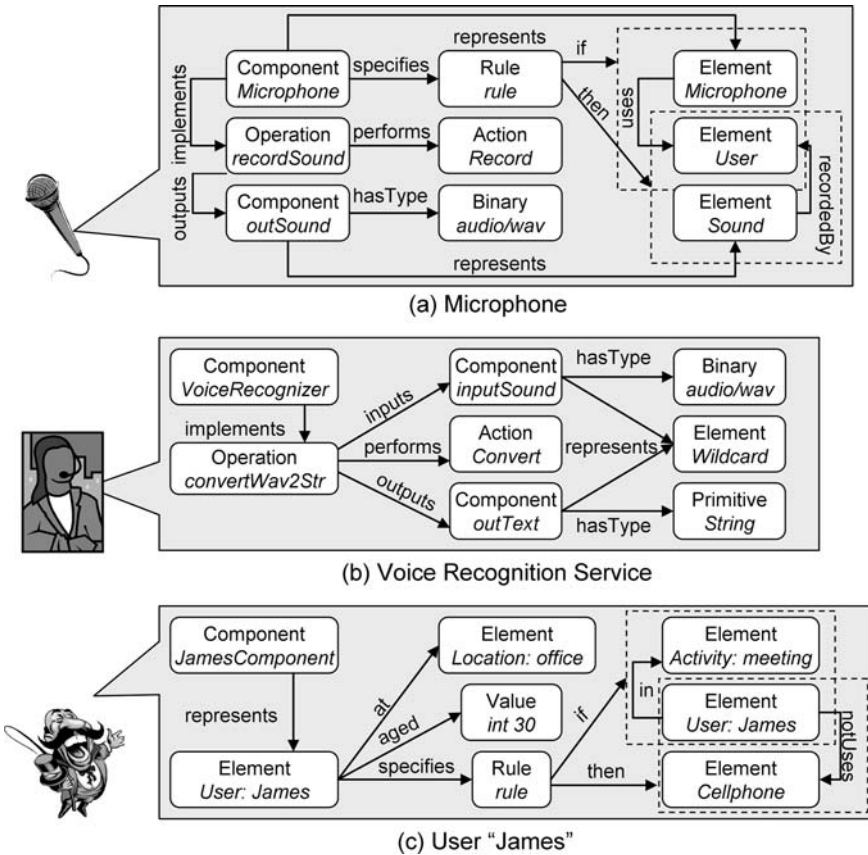 represents
if
Component
Microphone
specifies
Rule
rule
Element
Microphone
implements
then
uses
Operation
recordSound
performs
Action
Record
Element
User
outputs
Component
outSound
hasType
Binary
audio/wav
Element
Sound
recordedBy
represents
(a) Microphone
Component
VoiceRecognizer
inputs
Component
inputSound
hasType
Binary
audio/wav
implements
Operation
convertWav2Str
performs
Action
Convert
represents
Element
Wildcard
outputs
Component
outText
hasType
Primitive
String
(b) Voice Recognition Service
Component
JamesComponent
Element
Location: office
Element
Activity: meeting
represents
at
aged
Value
int 30
if
in
Element
User: James
notUses
Element
User: James
specifies
Rule
rule
then
Element
Cellphone
(c) User “James”